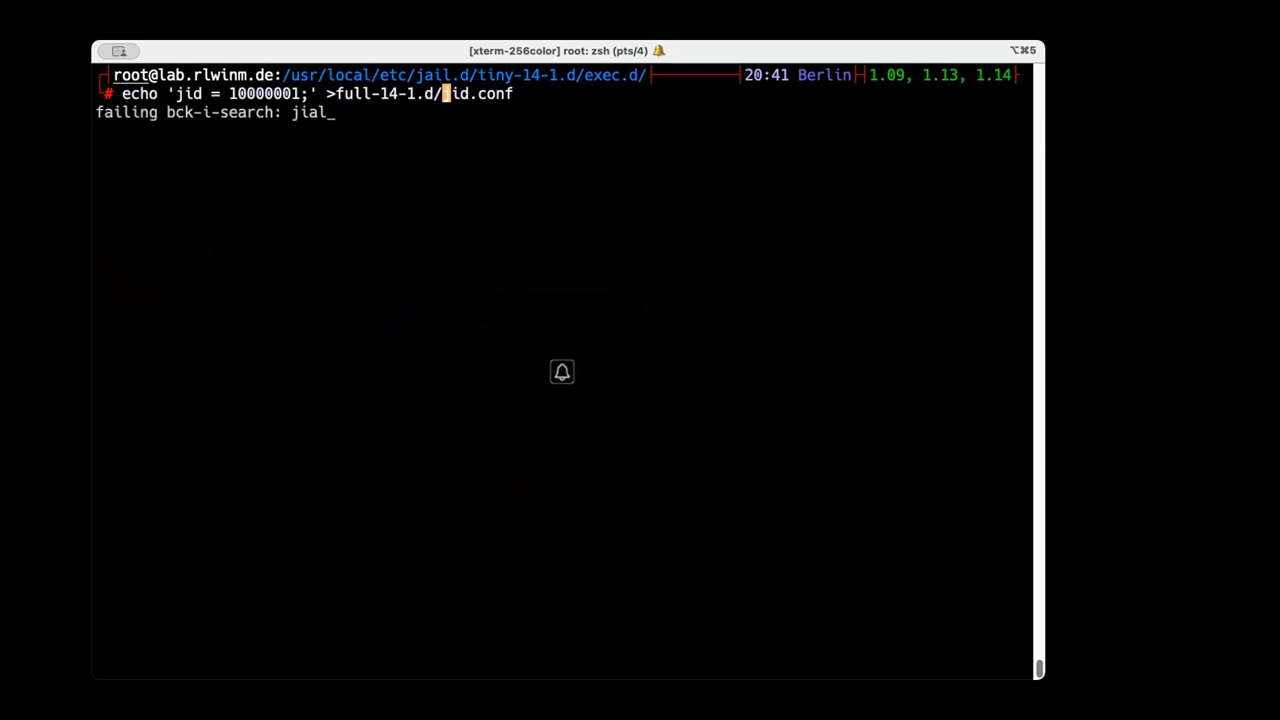 [xterm-256color] root: zsh (pts/4) 🔔
⌥⌘5
root@lab.rlwinm.de:/usr/local/etc/jail.d/tiny-14-1.d/exec.d/ 20:41 Berlin 1.09, 1.13, 1.14
# echo 'jid = 10000001;' >full-14-1.d/jid.conf
failing bck-i-search: jial_